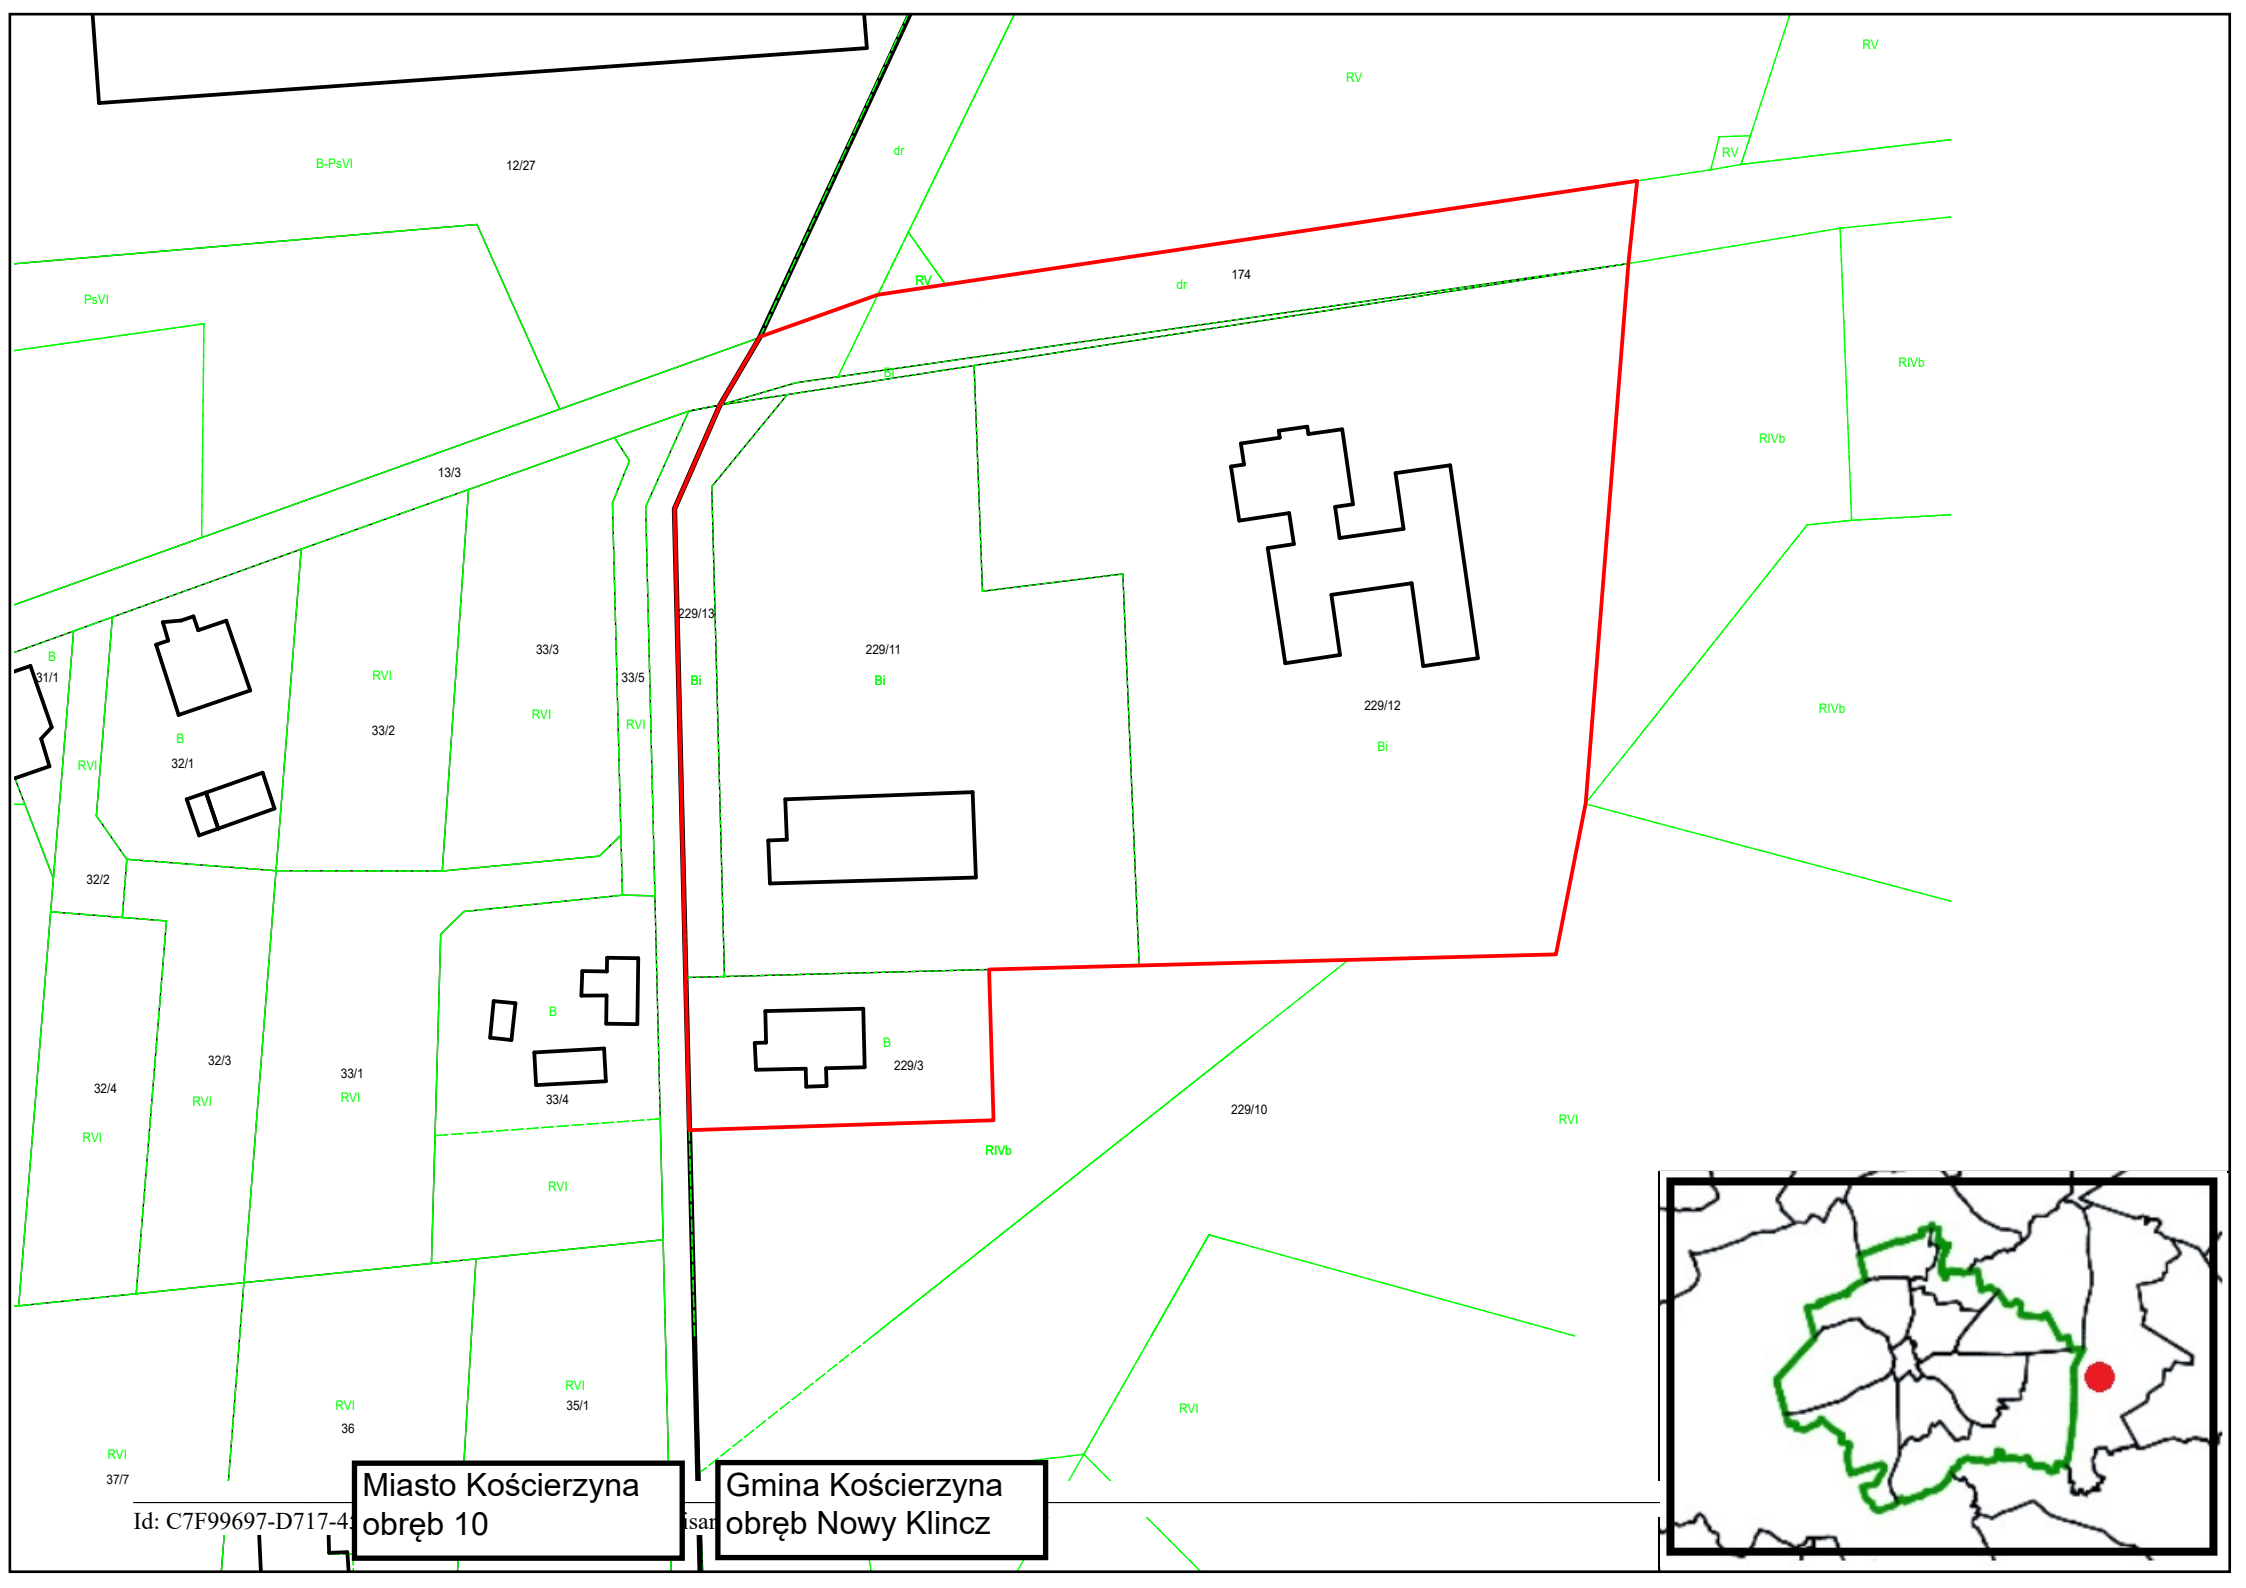 RV
RV
dr
RV
B-PsVI
12/27
RV
dr
174
PsVI
Bi
RIVb
RIVb
13/3
229/13
33/3
229/11
B
31/1
RVI
33/5
Bi
Bi
229/12
RIVb
RVI
RVI
33/2
B
Bi
32/1
RVI
32/2
B
B
32/3
229/3
33/1
32/4
RVI
RVI
33/4
229/10
RVI
RVI
RIVb
RVI
RVI
35/1
RVI
RVI
36
RVI
37/7
Miasto Kościerzyna
obręb 10
Gmina Kościerzyna
obręb Nowy Klincz
Id: C7F99697-D717-4